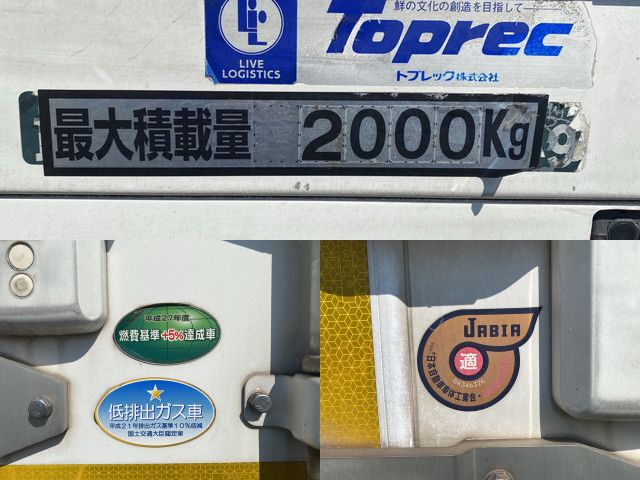 鮮の文化の創造を目指して
LIVE
LOGISTICS
Toprec
トプレック株式会社
最大積載量 2000Kg
平成27年度
燃費基準+5%達成車
低排出ガス車
平成21年排出ガス基準10%低減
国土交通大臣認定車
JABIA
適
0A346326
日本自動車車体工業会